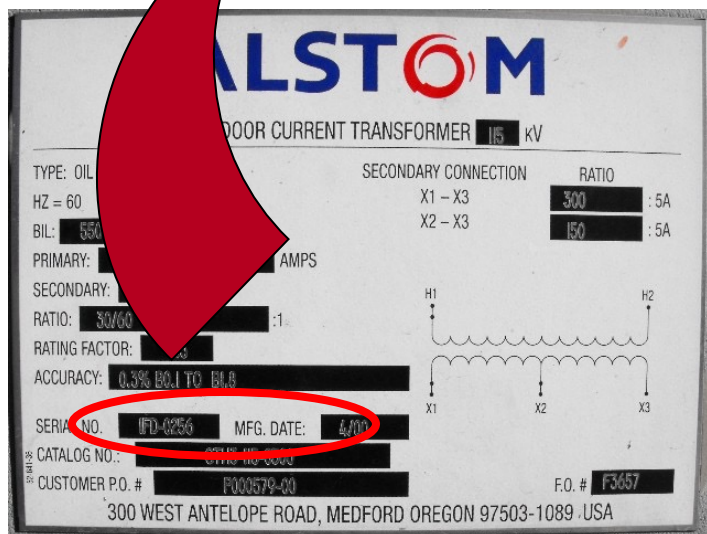 ALSTOM
DOOR CURRENT TRANSFORMER 115 KV
TYPE: OIL
SECONDARY CONNECTION RATIO
HZ = 60
X1 – X3 300 : 5A
BIL: 550
X2 – X3 150 : 5A
PRIMARY: AMPS
SECONDARY:
H1 H2
RATIO: 30/60 :1
RATING FACTOR:
ACCURACY: 0.3% B0.1 TO B1.8
X1 X2 X3
SERIAL NO. IFD-0256 MFG. DATE: 4/00
CATALOG NO.:
CUSTOMER P.O. # P000579-00 F.O. # F3657
300 WEST ANTELOPE ROAD, MEDFORD OREGON 97503-1089 USA